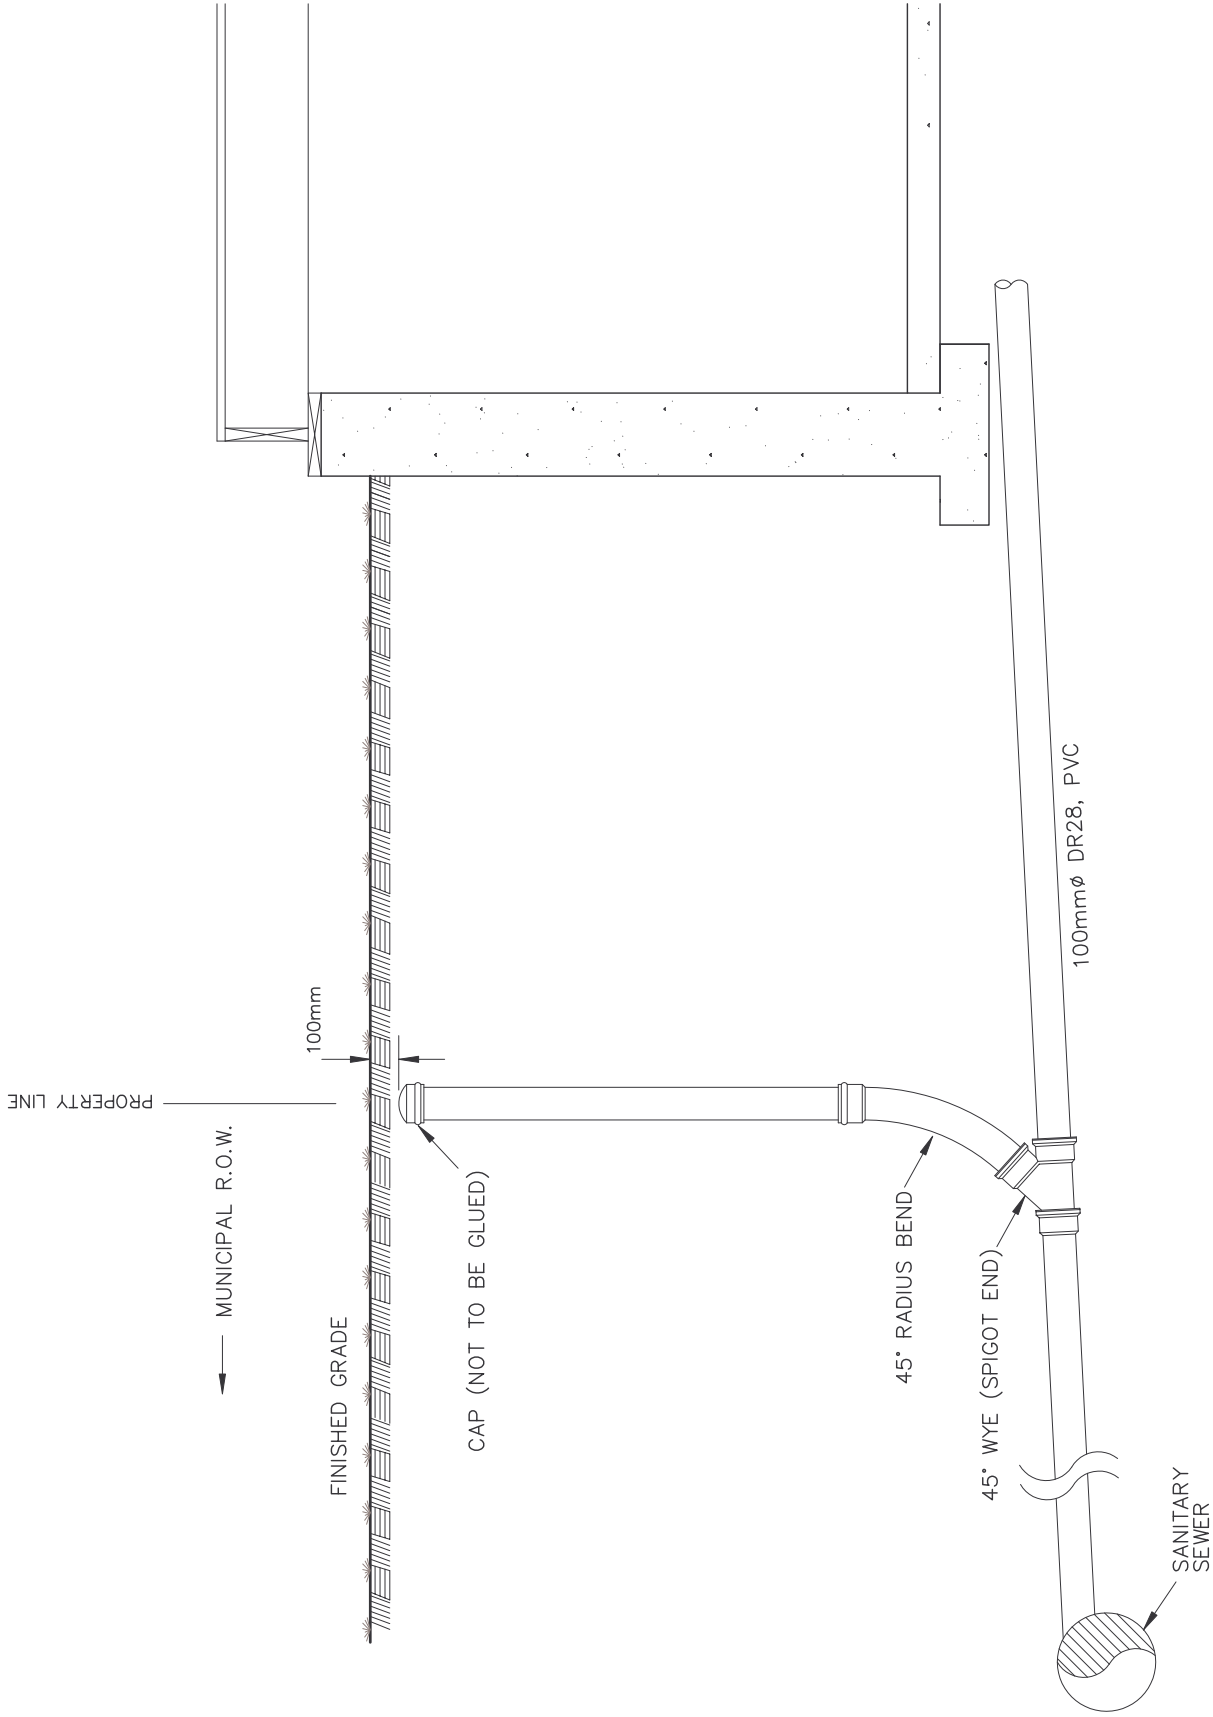 PROPERTY LINE
MUNICIPAL R.O.W.
100mm
FINISHED GRADE
CAP (NOT TO BE GLUED)
45° RADIUS BEND
45° WYE (SPIGOT END)
100mmø DR28, PVC
SANITARY
SEWER